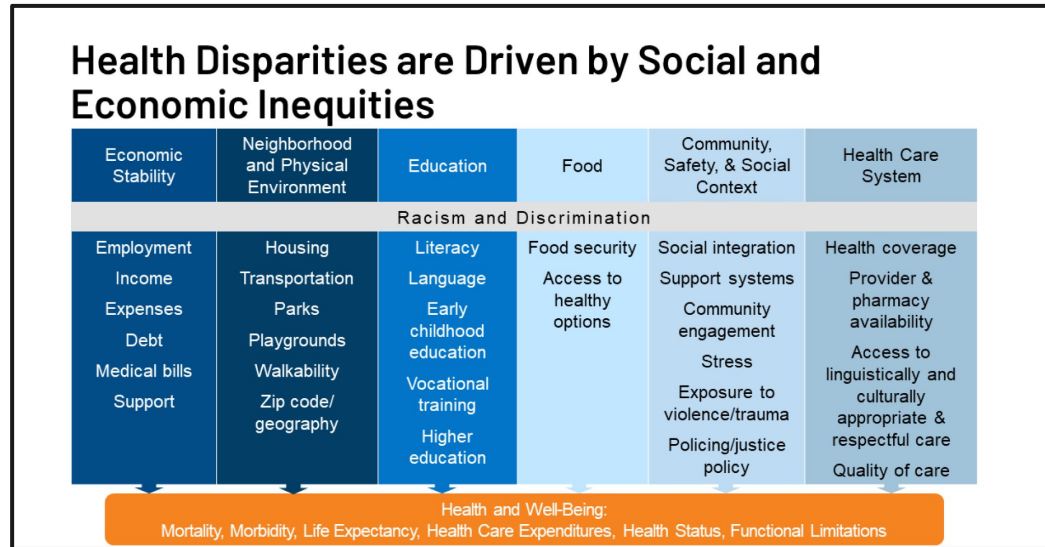 Health Disparities are Driven by Social and
Economic Inequities
Economic
Stability
Neighborhood
and Physical
Environment
Education
Food
Community,
Safety, & Social
Context
Health Care
System
Racism and Discrimination
Employment
Income
Expenses
Debt
Medical bills
Support
Housing
Transportation
Parks
Playgrounds
Walkability
Zip code/
geography
Literacy
Language
Early
childhood
education
Vocational
training
Higher
education
Food security
Access to
healthy
options
Social integration
Support systems
Community
engagement
Stress
Exposure to
violence/trauma
Policing/justice
policy
Health coverage
Provider &
pharmacy
availability
Access to
linguistically and
culturally
appropriate &
respectful care
Quality of care
Health and Well-Being:
Mortality, Morbidity, Life Expectancy, Health Care Expenditures, Health Status, Functional Limitations